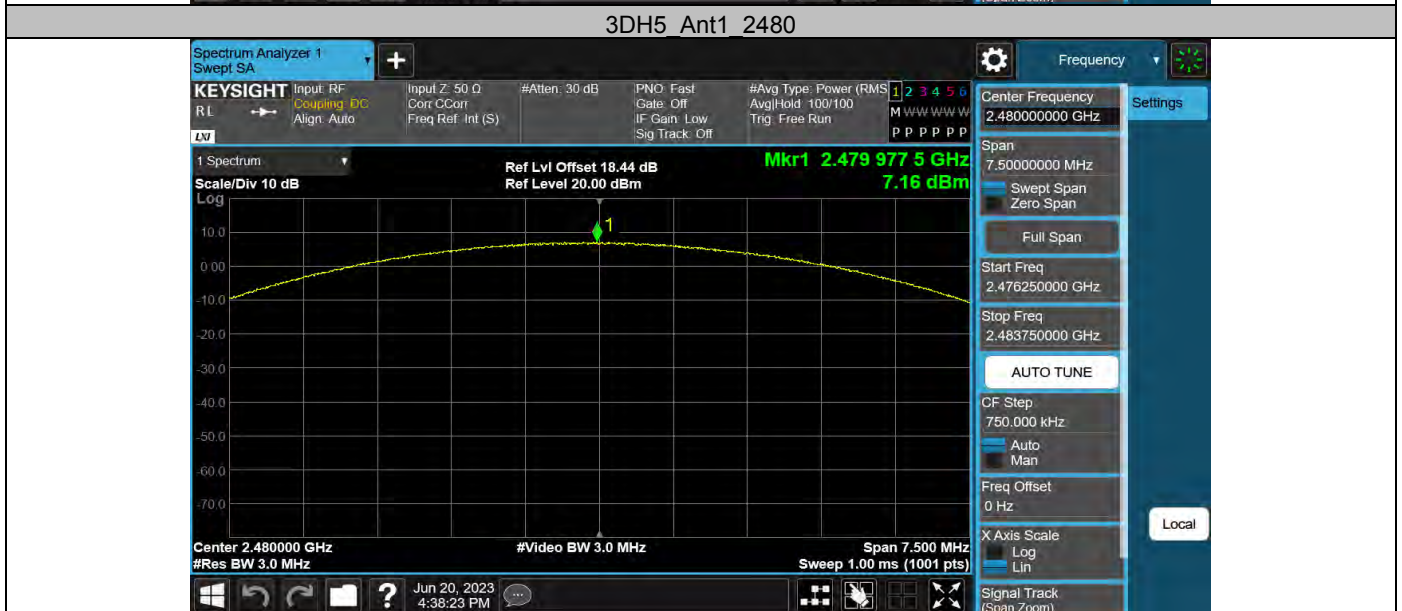 (Span Zoom)
3DH5_Ant1_2480
Spectrum Analyzer 1
Swept SA
+
Frequency
KEYSIGHT
RL
LXI
Input: RF
Coupling: DC
Align: Auto
Input Z: 50 Ω
Corr CCorr
Freq Ref: Int (S)
#Atten: 30 dB
PNO: Fast
Gate: Off
IF Gain: Low
Sig Track: Off
#Avg Type: Power (RMS
Avg|Hold: 100/100
Trig: Free Run
1 2 3 4 5 6
M W W W W W
P P P P P P
Center Frequency
2.480000000 GHz
Settings
Span
7.50000000 MHz
Swept Span
Zero Span
Full Span
Start Freq
2.476250000 GHz
Stop Freq
2.483750000 GHz
AUTO TUNE
CF Step
750.000 kHz
Auto
Man
Freq Offset
0 Hz
X Axis Scale
Log
Lin
Signal Track
(Span Zoom)
Local
1 Spectrum
Scale/Div 10 dB
Log
Ref Lvl Offset 18.44 dB
Ref Level 20.00 dBm
Mkr1 2.479 977 5 GHz
7.16 dBm
1
10.0
0.00
-10.0
-20.0
-30.0
-40.0
-50.0
-60.0
-70.0
Center 2.480000 GHz
#Res BW 3.0 MHz
#Video BW 3.0 MHz
Span 7.500 MHz
Sweep 1.00 ms (1001 pts)
?
Jun 20, 2023
4:38:23 PM